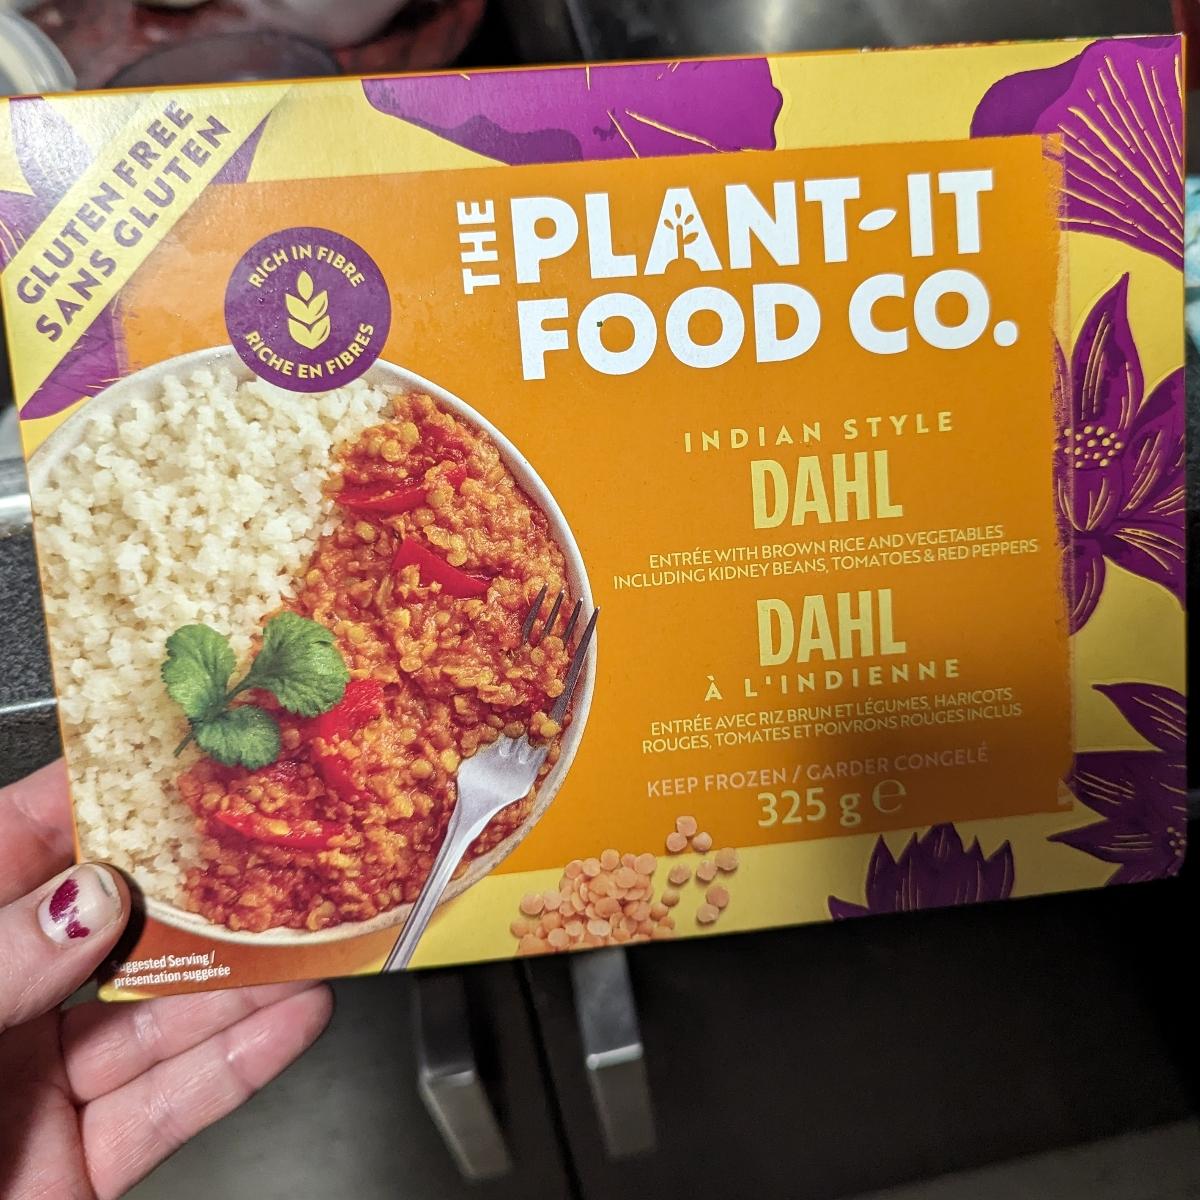 GLUTEN FREE
SANS GLUTEN
RICH IN FIBRE
RICHE EN FIBRES
THE
PLANT-IT
FOOD CO.
INDIAN STYLE
DAHL
ENTRÉE WITH BROWN RICE AND VEGETABLES
INCLUDING KIDNEY BEANS, TOMATOES & RED PEPPERS
DAHL
À L'INDIENNE
ENTRÉE AVEC RIZ BRUN ET LÉGUMES, HARICOTS
ROUGES, TOMATES ET POIVRONS ROUGES INCLUS
KEEP FROZEN / GARDER CONGELÉ
325 g ℮
Suggested Serving /
présentation suggérée